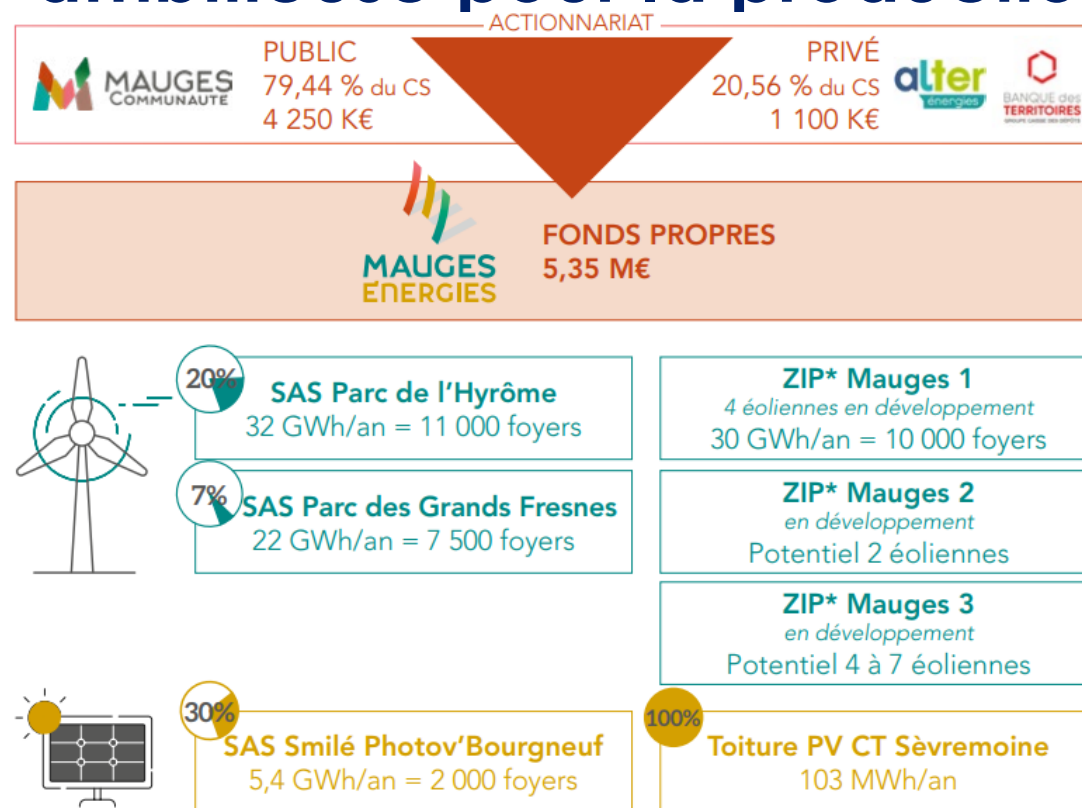 ACTIONNARIAT
MAUGES
COMMUNAUTÉ
PUBLIC
79,44 % du CS
4 250 K€
PRIVÉ
20,56 % du CS
1 100 K€
alter
énergies
BANQUE des
TERRITOIRES
MAUGES
ÉNERGIES
FONDS PROPRES
5,35 M€
20%
SAS Parc de l'Hyrôme
32 GWh/an = 11 000 foyers
ZIP* Mauges 1
4 éoliennes en développement
30 GWh/an = 10 000 foyers
7%
SAS Parc des Grands Fresnes
22 GWh/an = 7 500 foyers
ZIP* Mauges 2
en développement
Potentiel 2 éoliennes
ZIP* Mauges 3
en développement
Potentiel 4 à 7 éoliennes
30%
SAS Smilé Photov'Bourgneuf
5,4 GWh/an = 2 000 foyers
100%
Toiture PV CT Sèvremoine
103 MWh/an